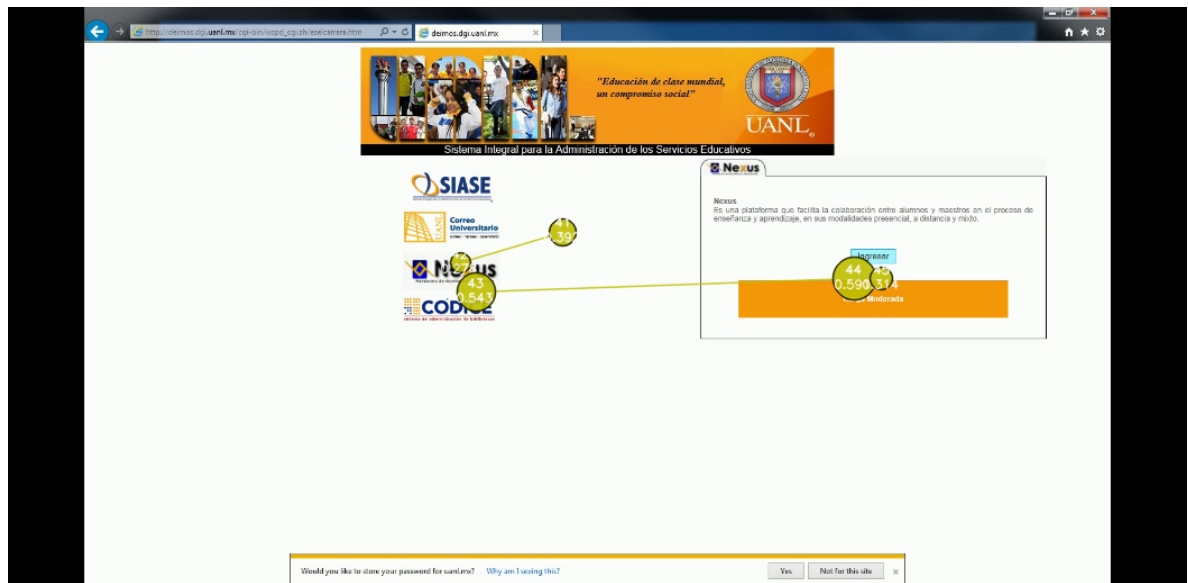 http://deimos.dgi.uanl.mx/cgi-bin/wspd_cgi.sh/eselcarrera.htm
deimos.dgi.uanl.mx
"Educación de clase mundial,
un compromiso social"
UANL
Sistema Integral para la Administración de los Servicios Educativos
SIASE
Correo
Universitario
Nexus
CODICE
Nexus
Nexus
Es una plataforma que facilita la colaboración entre alumnos y maestros en el proceso de
enseñanza y aprendizaje, en sus modalidades presencial, a distancia y mixto.
Ingresar
Moderada
41
43
0.543
44
0.590
Would you like to store your password for uanl.mx? Why am I seeing this?
Yes
Not for this site